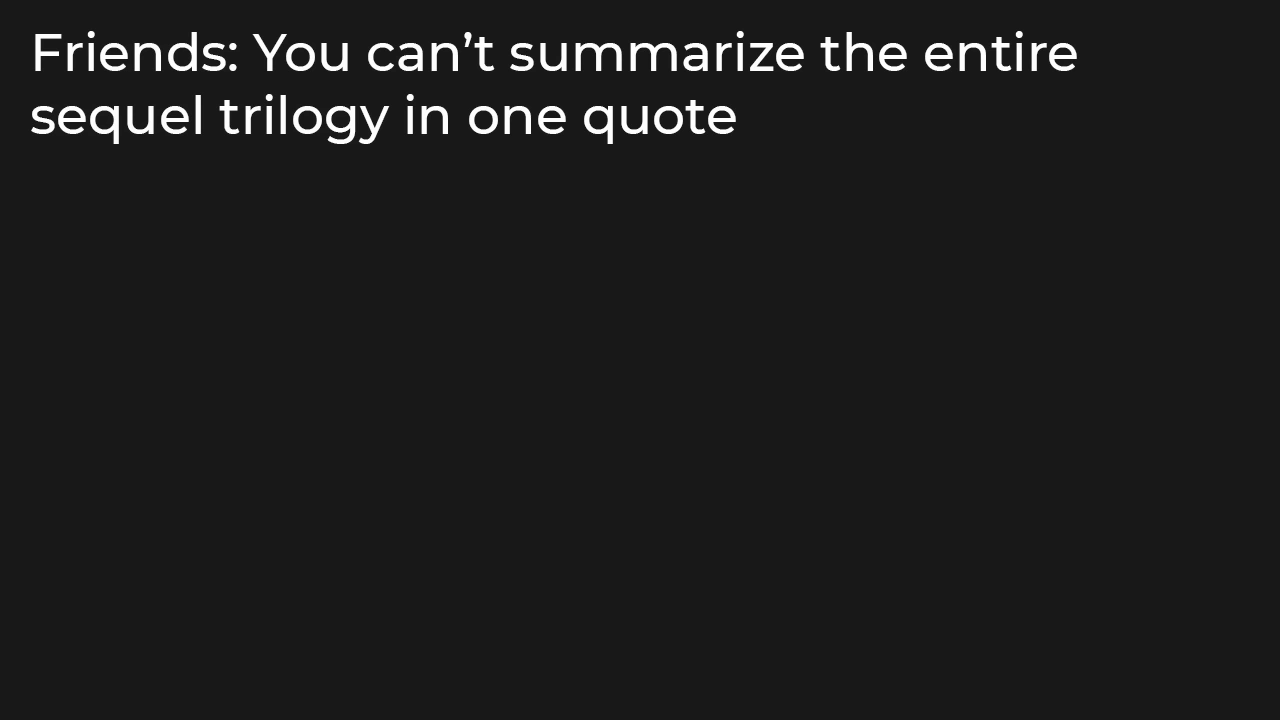 Friends: You can’t summarize the entire
sequel trilogy in one quote